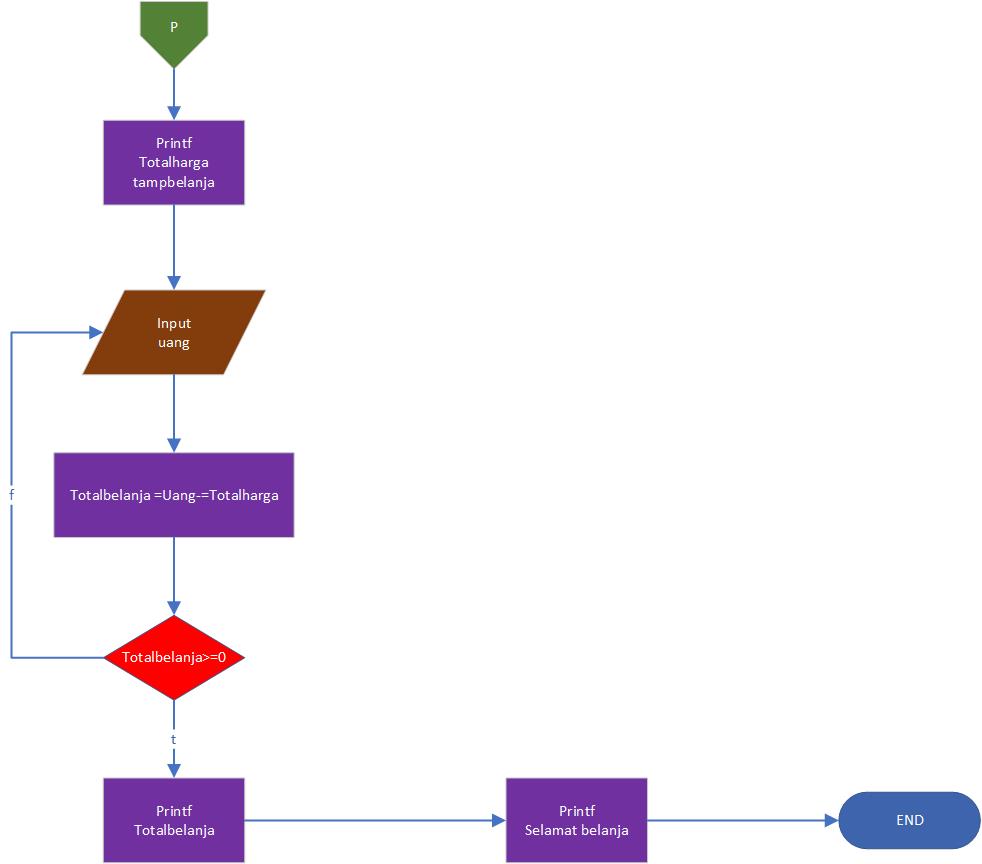 P
Printf
Totalharga
tampbelanja
Input
uang
Totalbelanja =Uang-=Totalharga
f
Totalbelanja>=0
t
Printf
Totalbelanja
Printf
Selamat belanja
END